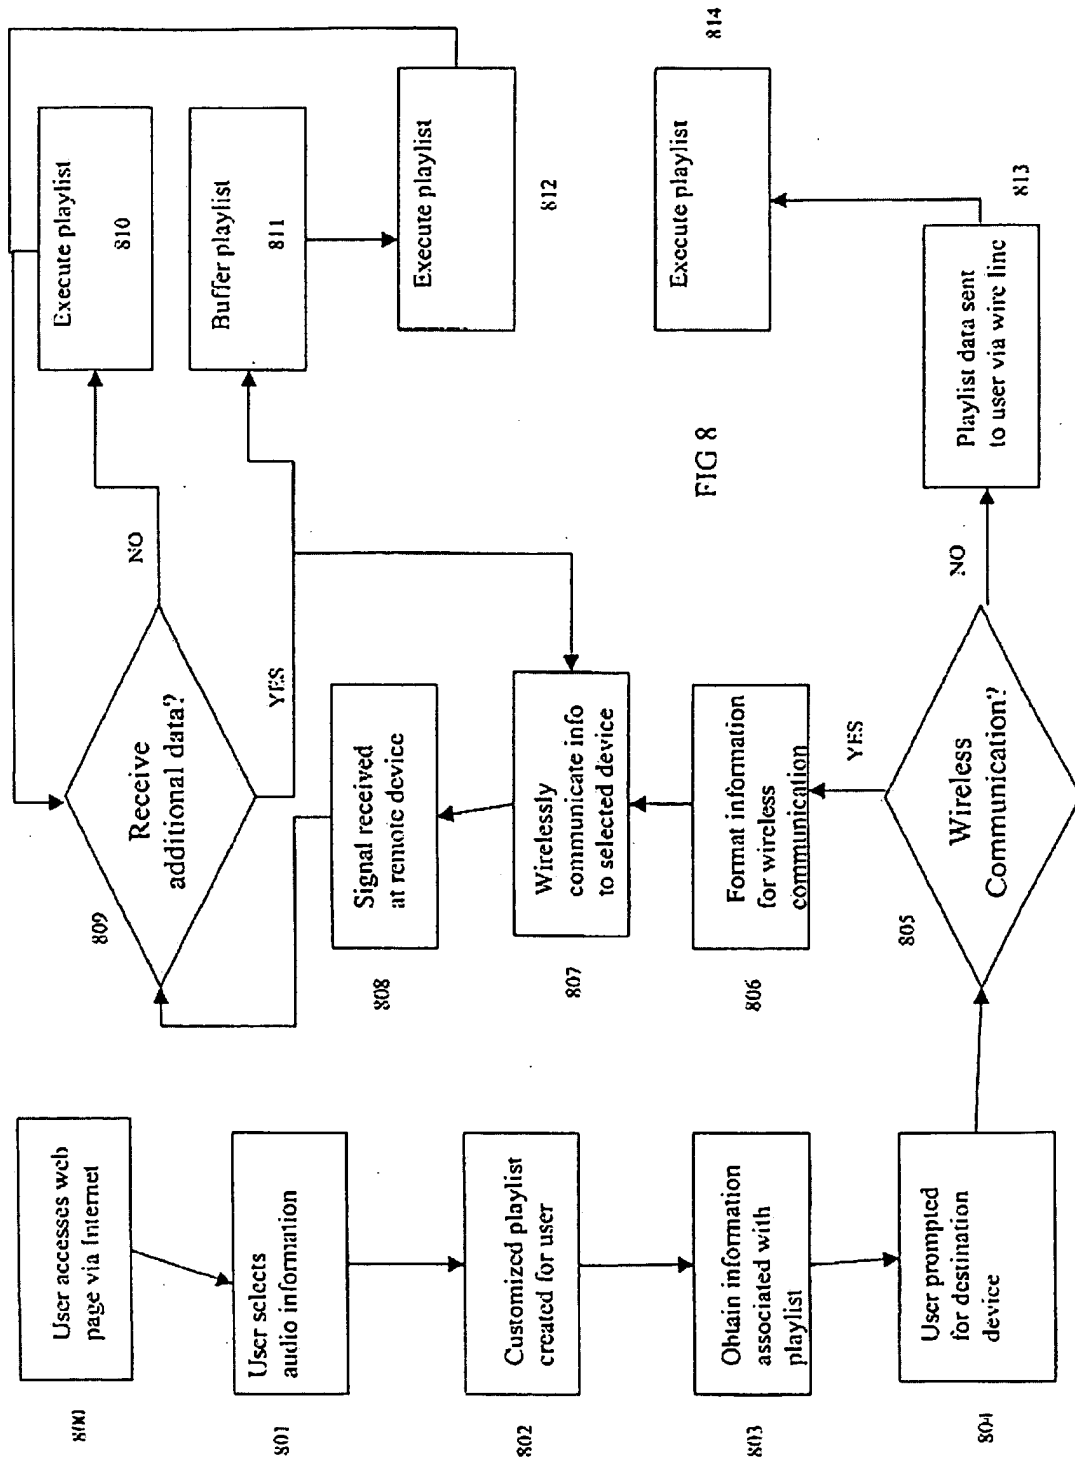 User accesses web
page via Internet
800
User selects
audio information
801
Customized playlist
created for user
802
Obtain information
associated with
playlist
803
User prompted
for destination
device
804
Wireless
Communication?
805
YES
NO
Format information
for wireless
communication
806
Wirelessly
communicate info
to selected device
807
Signal received
at remote device
808
Receive
additional data?
809
NO
YES
Execute playlist
810
Buffer playlist
811
Execute playlist
812
Playlist data sent
to user via wire line
813
Execute playlist
814
FIG 8